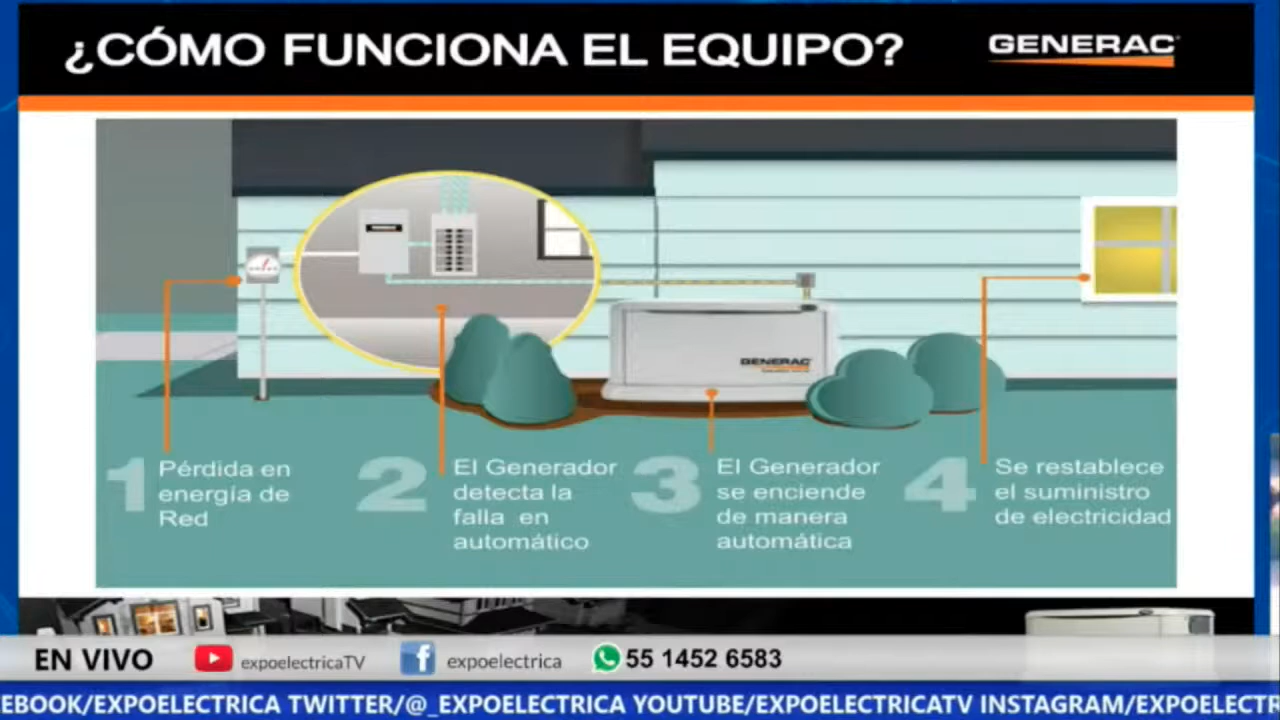 ¿CÓMO FUNCIONA EL EQUIPO?
GENERAC
GENERAC
1 Pérdida en
energía de
Red
2 El Generador
detecta la
falla en
automático
3 El Generador
se enciende
de manera
automática
4 Se restablece
el suministro
de electricidad
EN VIVO
expoelectricaTV
expoelectrica
55 1452 6583
EBOOK/EXPOELECTRICA TWITTER/@_EXPOELECTRICA YOUTUBE/EXPOELECTRICATV INSTAGRAM/EXPOELECTR